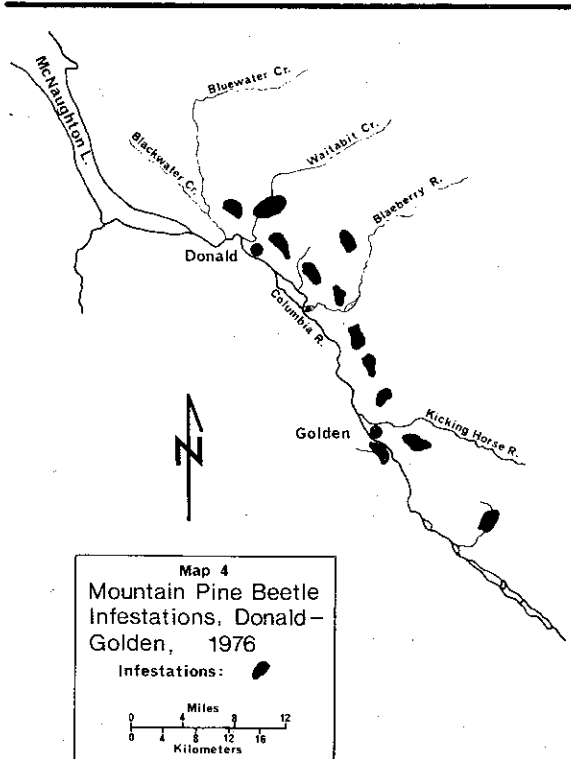 McNaughton L.
Bluewater Cr.
Blackwater Cr.
Waitabit Cr.
Blaeberry R.
Donald
Columbia R.
Golden
Kicking Horse R.
N
Map 4
Mountain Pine Beetle
Infestations, Donald–
Golden, 1976
Infestations:
Miles
0 4 8 12
0 4 8 12 16
Kilometers